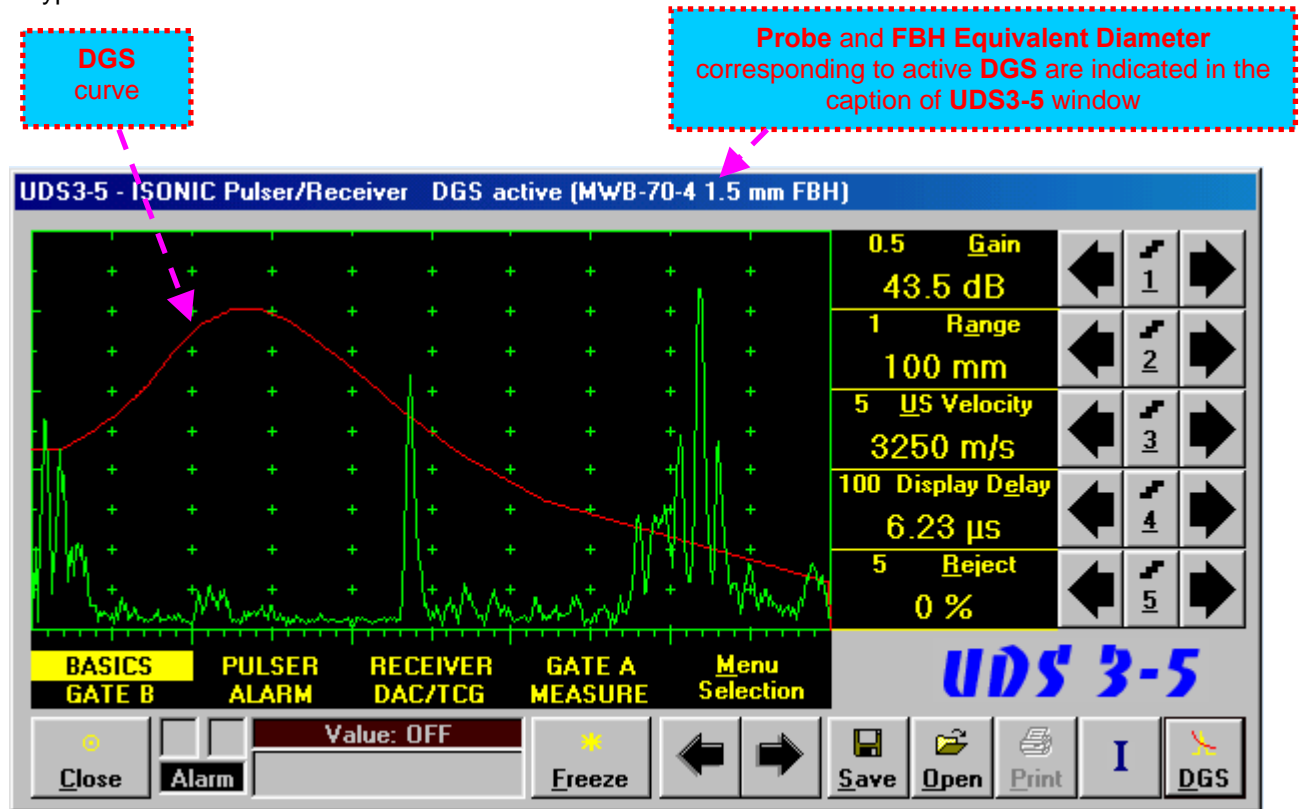 DGS
curve
Probe and FBH Equivalent Diameter
corresponding to active DGS are indicated in the
caption of UDS3-5 window
UDS3-5 - ISONIC Pulser/Receiver DGS active (MWB-70-4 1.5 mm FBH)
0.5 Gain
43.5 dB
1
1 Range
100 mm
2
5 US Velocity
3250 m/s
3
100 Display Delay
6.23 µs
4
5 Reject
0 %
5
BASICS PULSER RECEIVER GATE A Menu
GATE B ALARM DAC/TCG MEASURE Selection
UDS 3-5
Value: OFF
Close Alarm Freeze Save Open Print I DGS